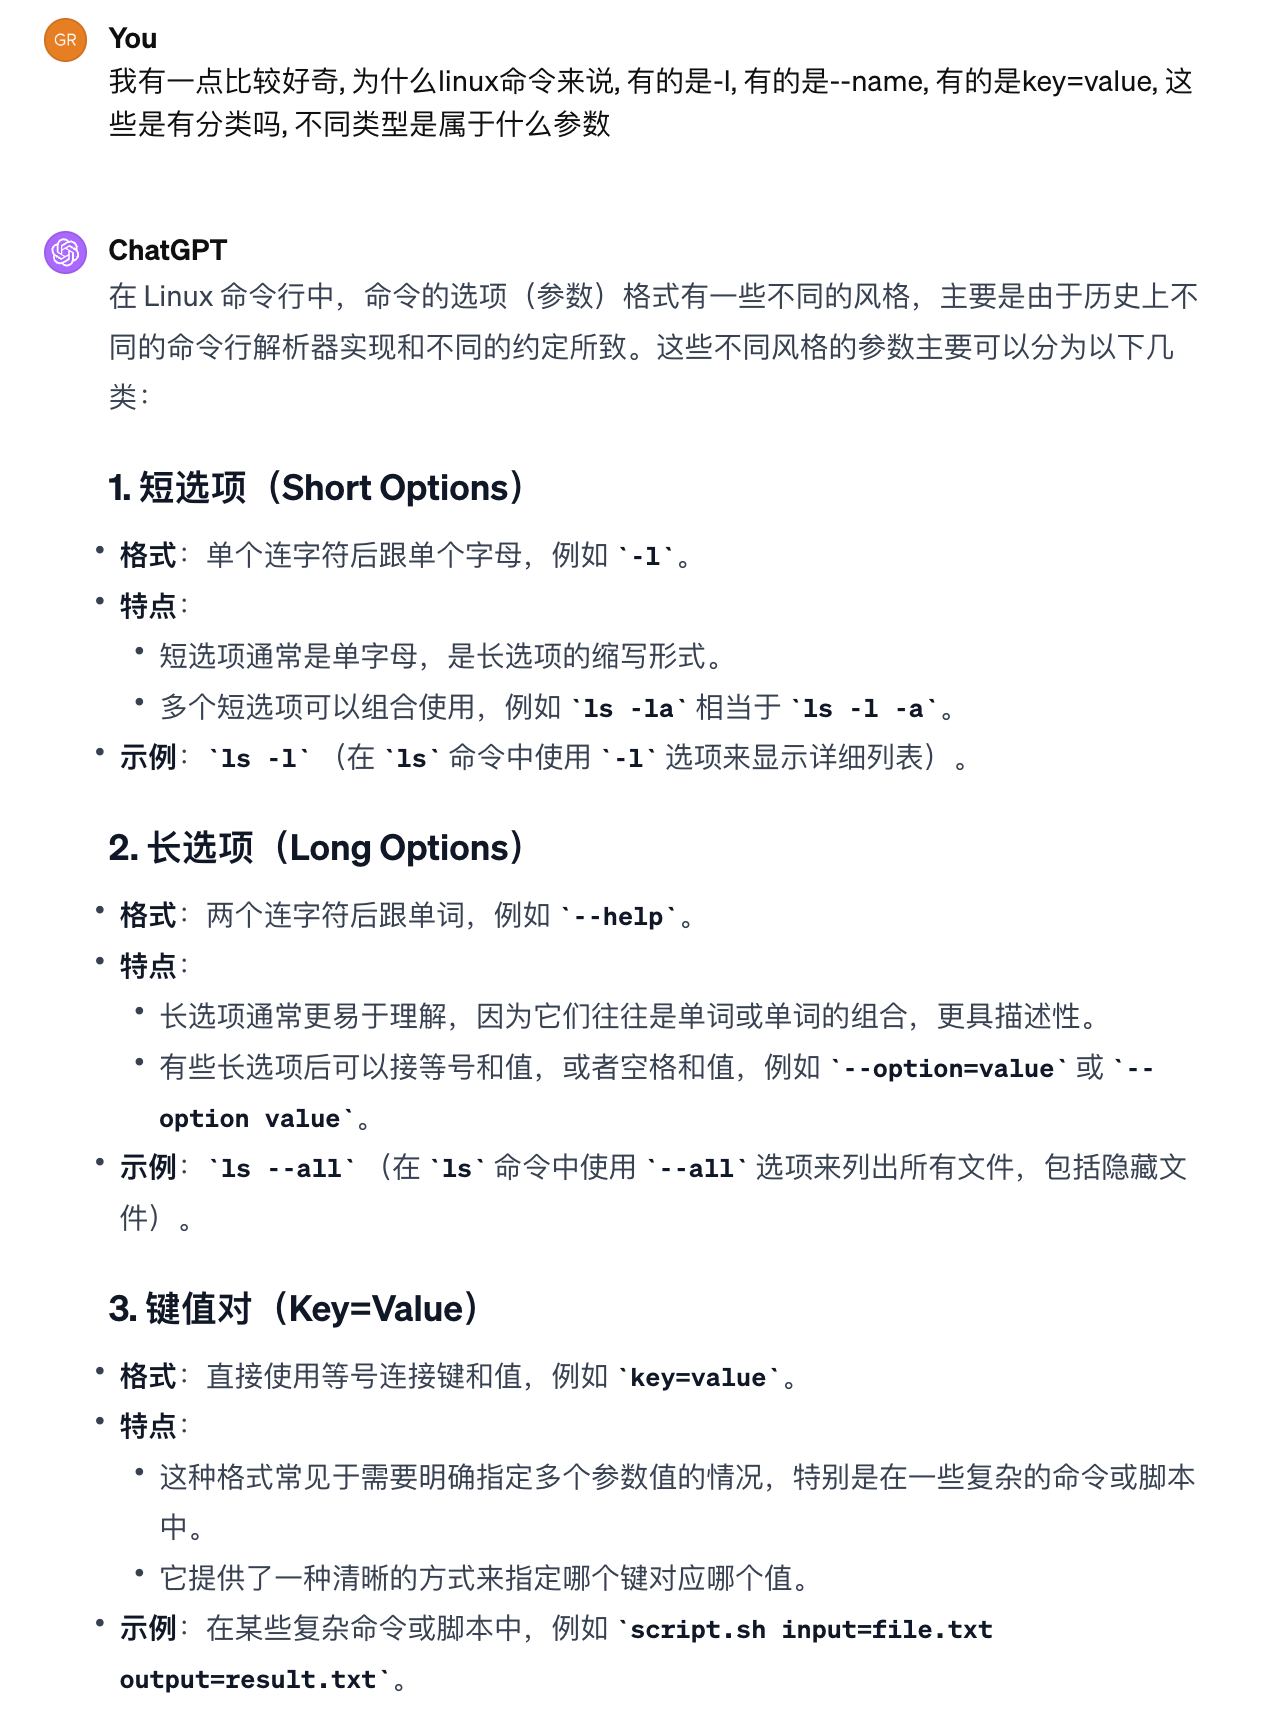 GR
You
我有一点比较好奇, 为什么linux命令来说, 有的是-l, 有的是--name, 有的是key=value, 这
些是有分类吗, 不同类型是属于什么参数
ChatGPT
在 Linux 命令行中，命令的选项（参数）格式有一些不同的风格，主要是由于历史上不
同的命令行解析器实现和不同的约定所致。这些不同风格的参数主要可以分为以下几
类：
1. 短选项（Short Options）
• 格式：单个连字符后跟单个字母，例如 `-l`。
• 特点：
• 短选项通常是单字母，是长选项的缩写形式。
• 多个短选项可以组合使用，例如 `ls -la` 相当于 `ls -l -a`。
• 示例：`ls -l` （在 `ls` 命令中使用 `-l` 选项来显示详细列表）。
2. 长选项（Long Options）
• 格式：两个连字符后跟单词，例如 `--help`。
• 特点：
• 长选项通常更易于理解，因为它们往往是单词或单词的组合，更具描述性。
• 有些长选项后可以接等号和值，或者空格和值，例如 `--option=value` 或 `--
option value`。
• 示例：`ls --all` （在 `ls` 命令中使用 `--all` 选项来列出所有文件，包括隐藏文
件）。
3. 键值对（Key=Value）
• 格式：直接使用等号连接键和值，例如 `key=value`。
• 特点：
• 这种格式常见于需要明确指定多个参数值的情况，特别是在一些复杂的命令或脚本
中。
• 它提供了一种清晰的方式来指定哪个键对应哪个值。
• 示例：在某些复杂命令或脚本中，例如 `script.sh input=file.txt
output=result.txt`。